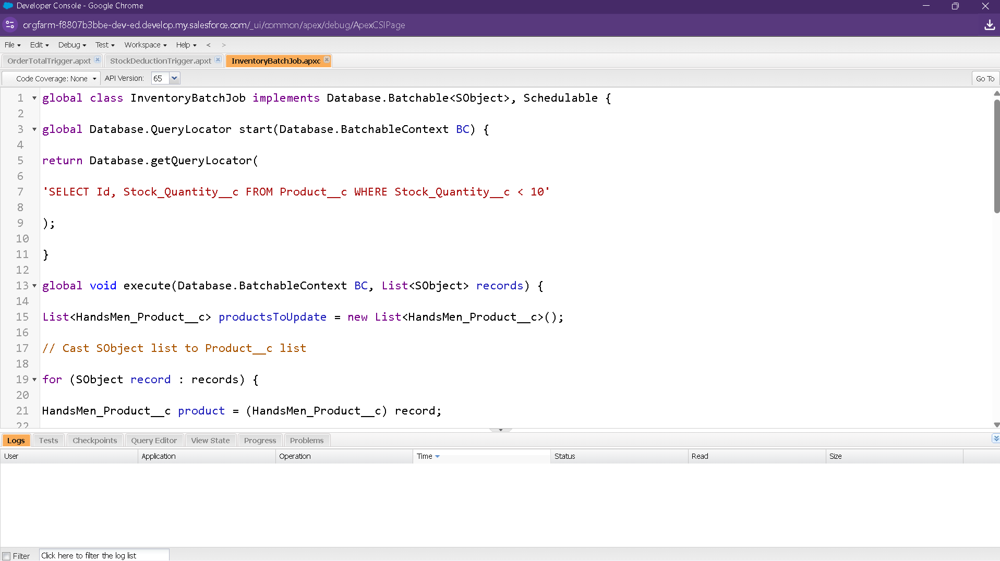 Developer Console - Google Chrome
orgfarm-f8807b3bbe-dev-ed.develop.my.salesforce.com/_ui/common/apex/debug/ApexCSIPage
File Edit Debug Test Workspace Help < >
OrderTotalTrigger.apxt StockDeductionTrigger.apxt InventoryBatchJob.apxc
Code Coverage: None API Version: 65 Go To
1 global class InventoryBatchJob implements Database.Batchable<SObject>, Schedulable {
2
3 global Database.QueryLocator start(Database.BatchableContext BC) {
4
5 return Database.getQueryLocator(
6
7 'SELECT Id, Stock_Quantity__c FROM Product__c WHERE Stock_Quantity__c < 10'
8
9 );
10
11 }
12
13 global void execute(Database.BatchableContext BC, List<SObject> records) {
14
15 List<HandsMen_Product__c> productsToUpdate = new List<HandsMen_Product__c>();
16
17 // Cast SObject list to Product__c list
18
19 for (SObject record : records) {
20
21 HandsMen_Product__c product = (HandsMen_Product__c) record;
22
Logs Tests Checkpoints Query Editor View State Progress Problems
User Application Operation Time Status Read Size
Filter Click here to filter the log list